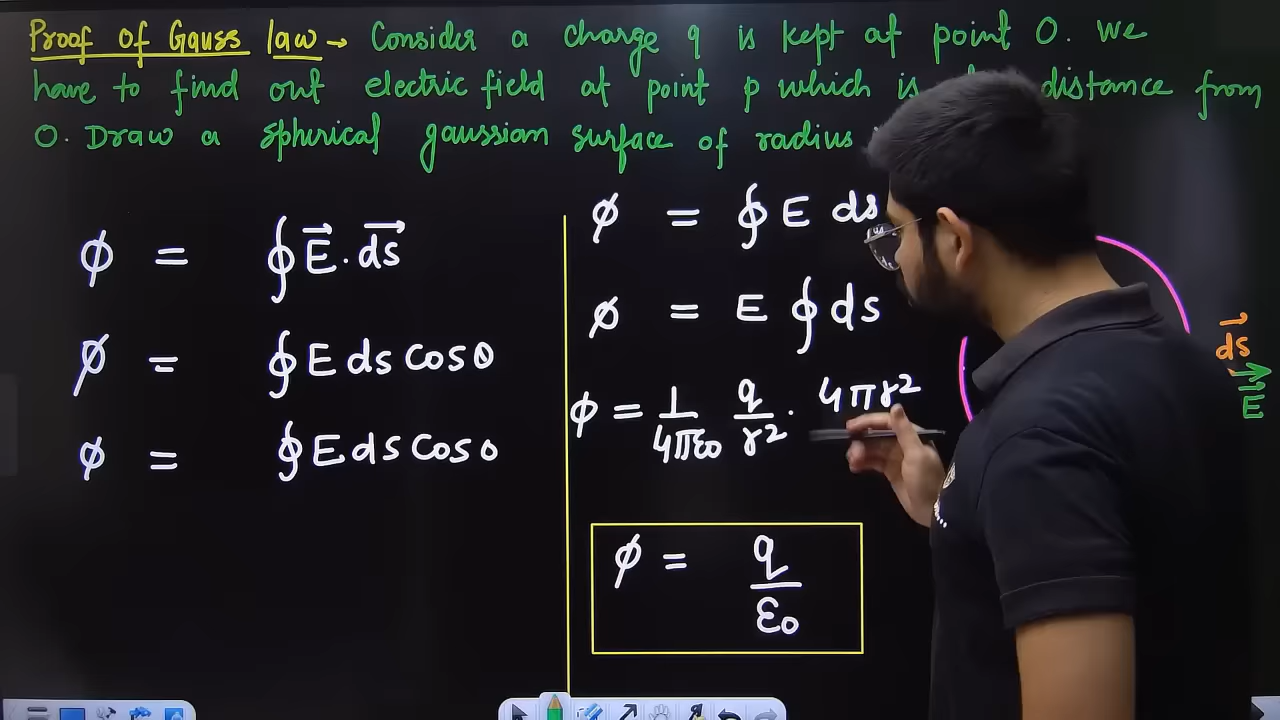 Proof of Gauss law → Consider a charge q is kept at point O. We
have to find out electric field at point p which is distance from
O. Draw a spherical gaussian surface of radius
ϕ = ∮ E⃗ . ds⃗
ϕ = ∮ E ds Cosθ
ϕ = ∮ E ds Cos0
ϕ = ∮ E ds
ϕ = E ∮ ds
ϕ = 1/4πε0 q/r² . 4πr²
ϕ = q/ε0
ds⃗
E⃗